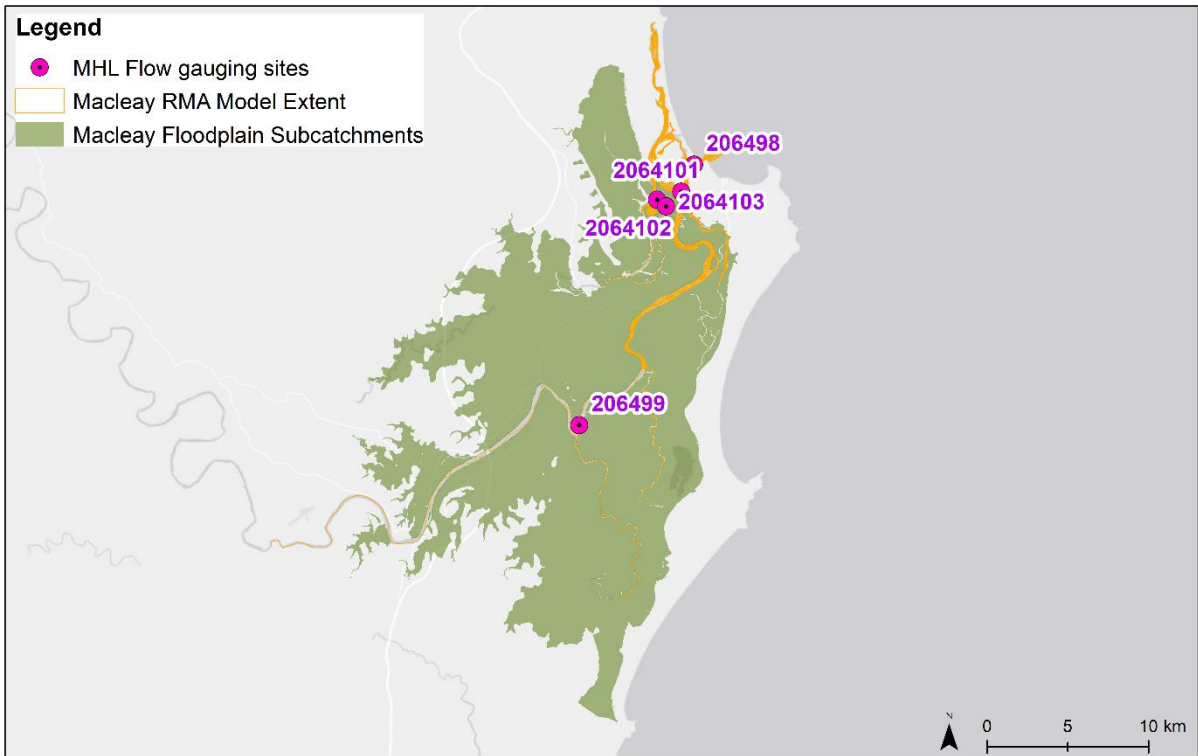 Legend
MHL Flow gauging sites
Macleay RMA Model Extent
Macleay Floodplain Subcatchments
206498
2064101
2064103
2064102
206499
N
0 5 10 km